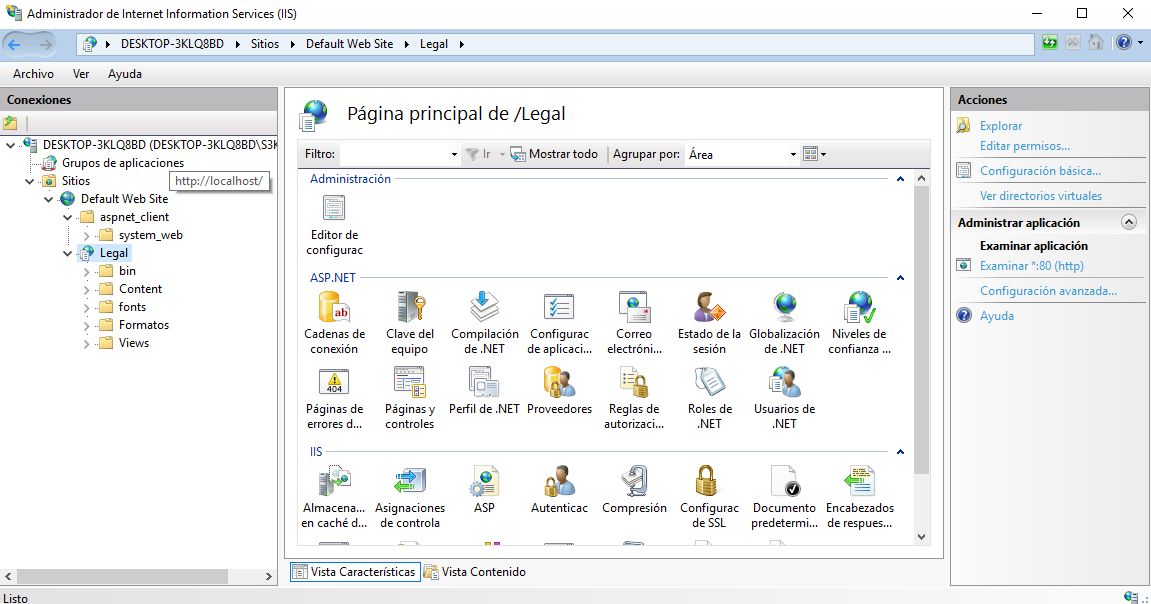 Administrador de Internet Information Services (IIS)
DESKTOP-3KLQ8BD Sitios Default Web Site Legal
Archivo Ver Ayuda
Conexiones
DESKTOP-3KLQ8BD (DESKTOP-3KLQ8BD\S3K
Grupos de aplicaciones
Sitios
http://localhost/
Default Web Site
aspnet_client
system_web
Legal
bin
Content
fonts
Formatos
Views
Página principal de /Legal
Filtro: Ir Mostrar todo Agrupar por: Área
Administración
Editor de
configurac
ASP.NET
Cadenas de
conexión
Clave del
equipo
Compilación
de .NET
Configurac
de aplicaci...
Correo
electróni...
Estado de la
sesión
Globalización
de .NET
Niveles de
confianza ...
404
Páginas de
errores d...
Páginas y
controles
Perfil de .NET
Proveedores
Reglas de
autorizaci...
Roles de
.NET
Usuarios de
.NET
IIS
Almacena...
en caché d...
Asignaciones
de controla
ASP
Autenticac
Compresión
Configurac
de SSL
Documento
predetermi...
Encabezados
de respues...
Vista Características Vista Contenido
Acciones
Explorar
Editar permisos...
Configuración básica...
Ver directorios virtuales
Administrar aplicación
Examinar aplicación
Examinar *:80 (http)
Configuración avanzada...
Ayuda
Listo